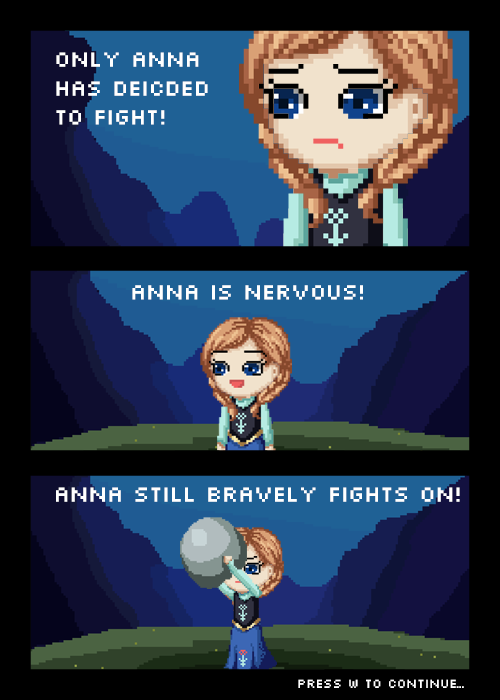 ONLY ANNA
HAS DEICDED
TO FIGHT!
ANNA IS NERVOUS!
ANNA STILL BRAVELY FIGHTS ON!
PRESS W TO CONTINUE...